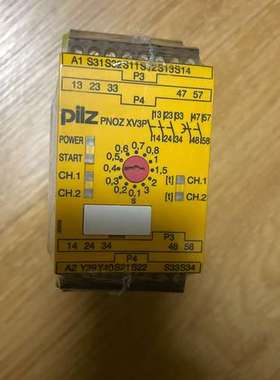 A1 S31S32S11S12S13S14
P3
13 23 33 47 57
P4
pilz PNOZ XV3P
13 23 33 47 57
14 24 34 48 58
POWER
START
CH.1
CH.2
0,7 0,8
0,6 1
0,5 1,5
0,4 2
0,3 0,2 0,1 3
s
[t] CH.1
[t] CH.2
P3
14 24 34 48 58
P4
A2 Y39Y40S21S22 S33S34